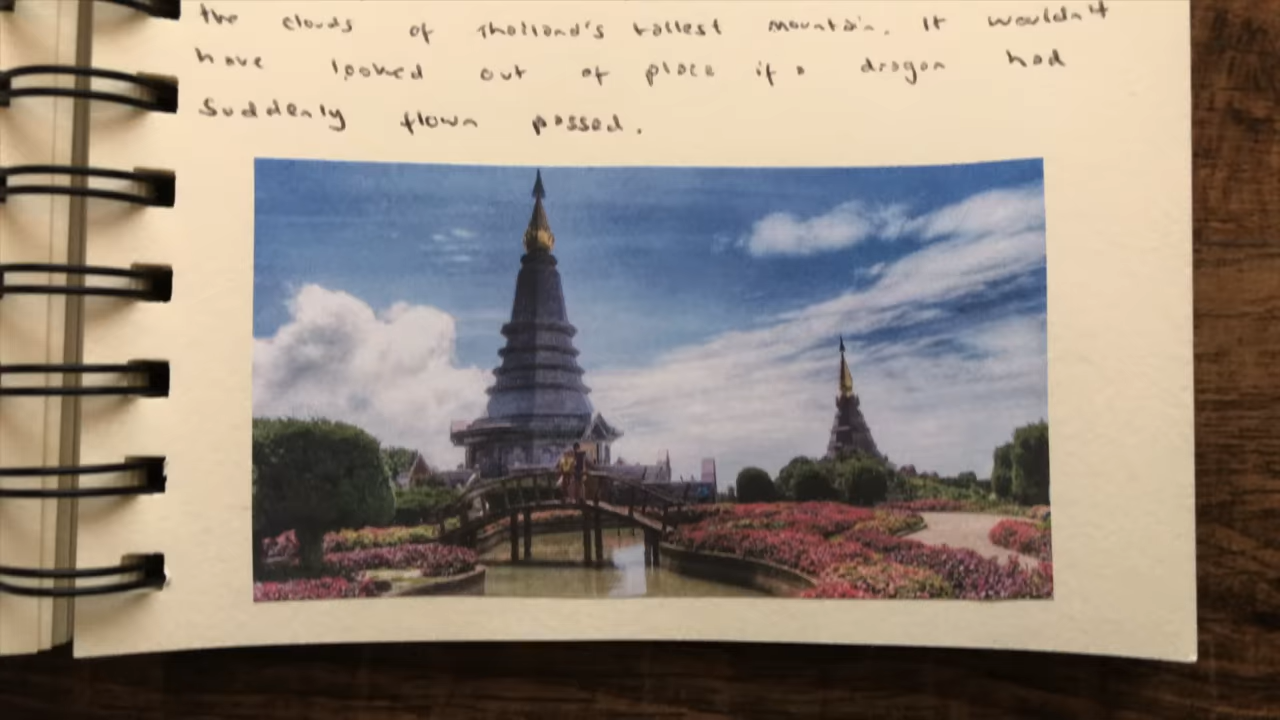 the clouds of Thailand's tallest mountain. It wouldn't
have looked out of place if a dragon had
suddenly flown passed.